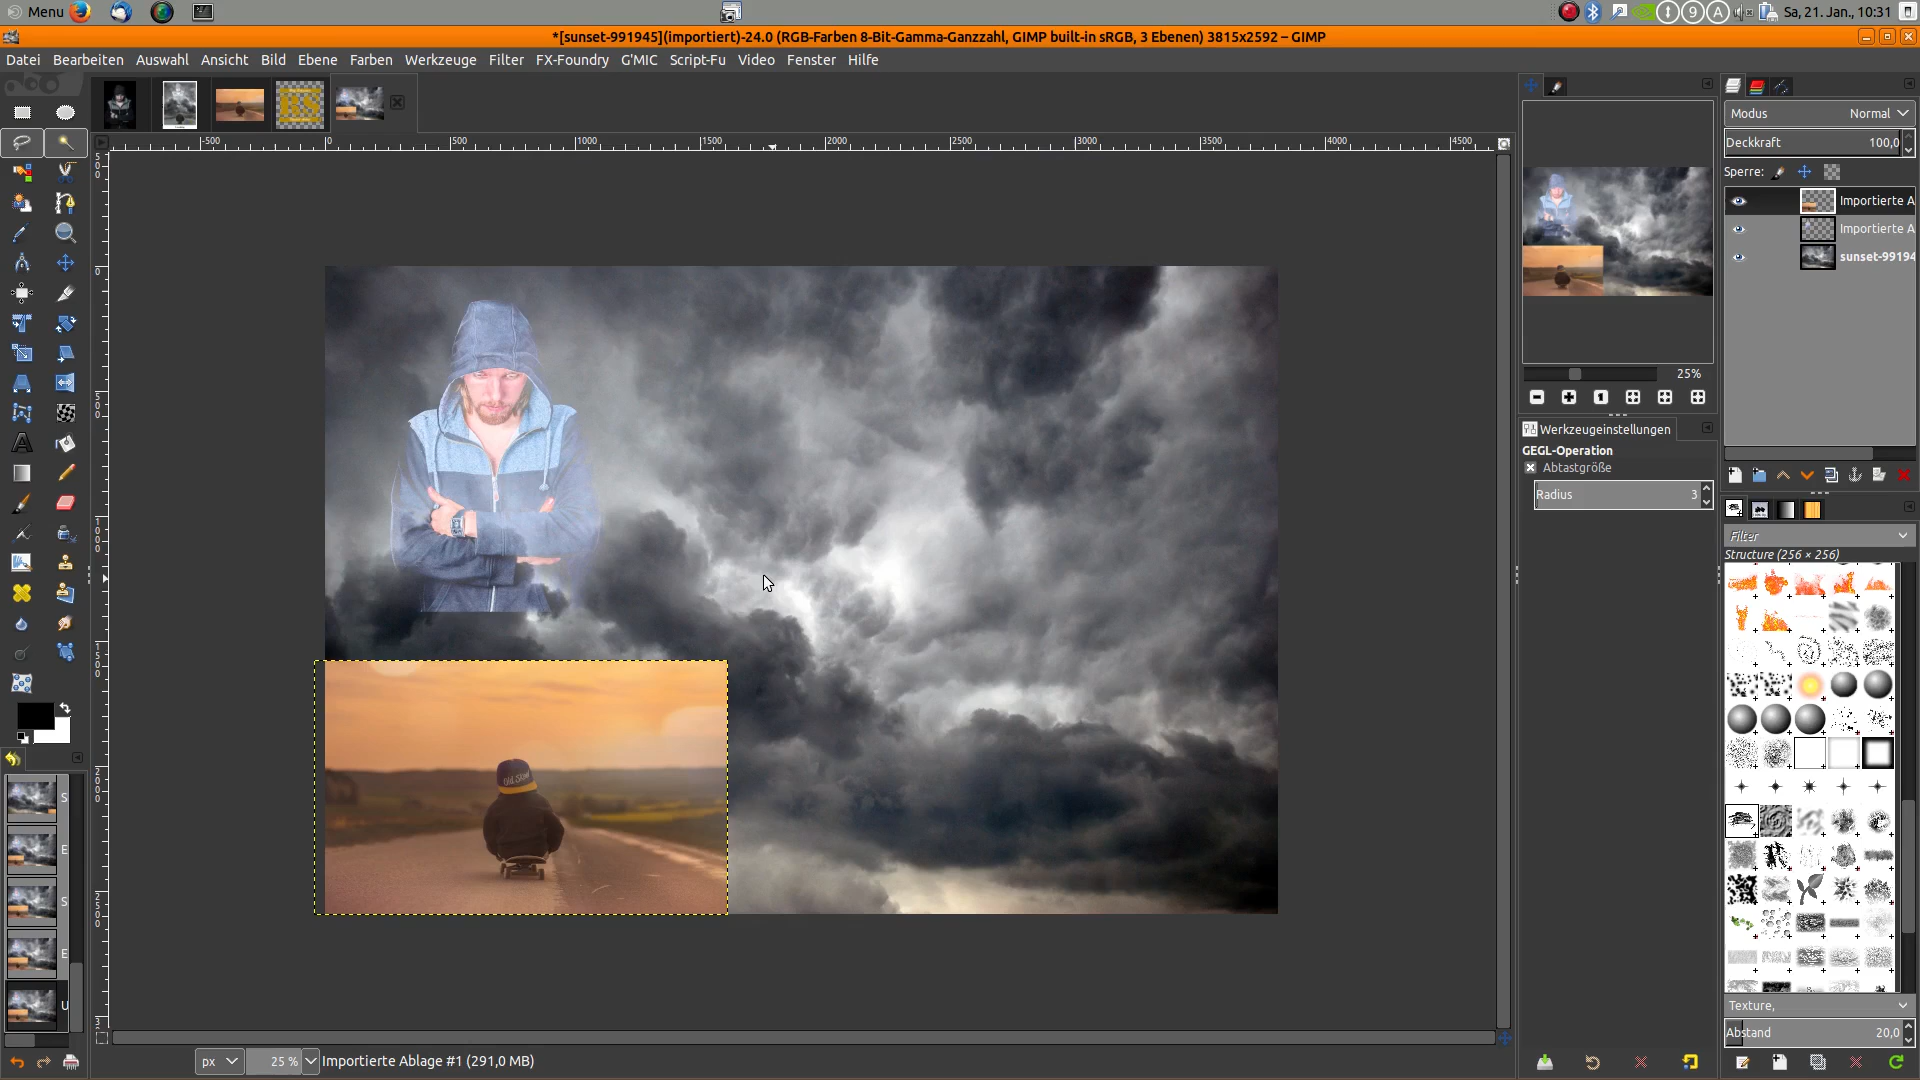 Menu
9
A
Sa, 21. Jan., 10:31
*[sunset-991945](importiert)-24.0 (RGB-Farben 8-Bit-Gamma-Ganzzahl, GIMP built-in sRGB, 3 Ebenen) 3815x2592 – GIMP
Datei Bearbeiten Auswahl Ansicht Bild Ebene Farben Werkzeuge Filter FX-Foundry G'MIC Script-Fu Video Fenster Hilfe
-500 0 500 1000 1500 2000 2500 3000 3500 4000 4500
Modus Normal
Deckkraft 100,0
Sperre:
Importierte A
Importierte A
sunset-99194
25%
Werkzeugeinstellungen
GEGL-Operation
Abtastgröße
Radius 3
Filter
Structure (256 × 256)
S
E
S
E
U
Texture,
Abstand 20,0
px 25 % Importierte Ablage #1 (291,0 MB)